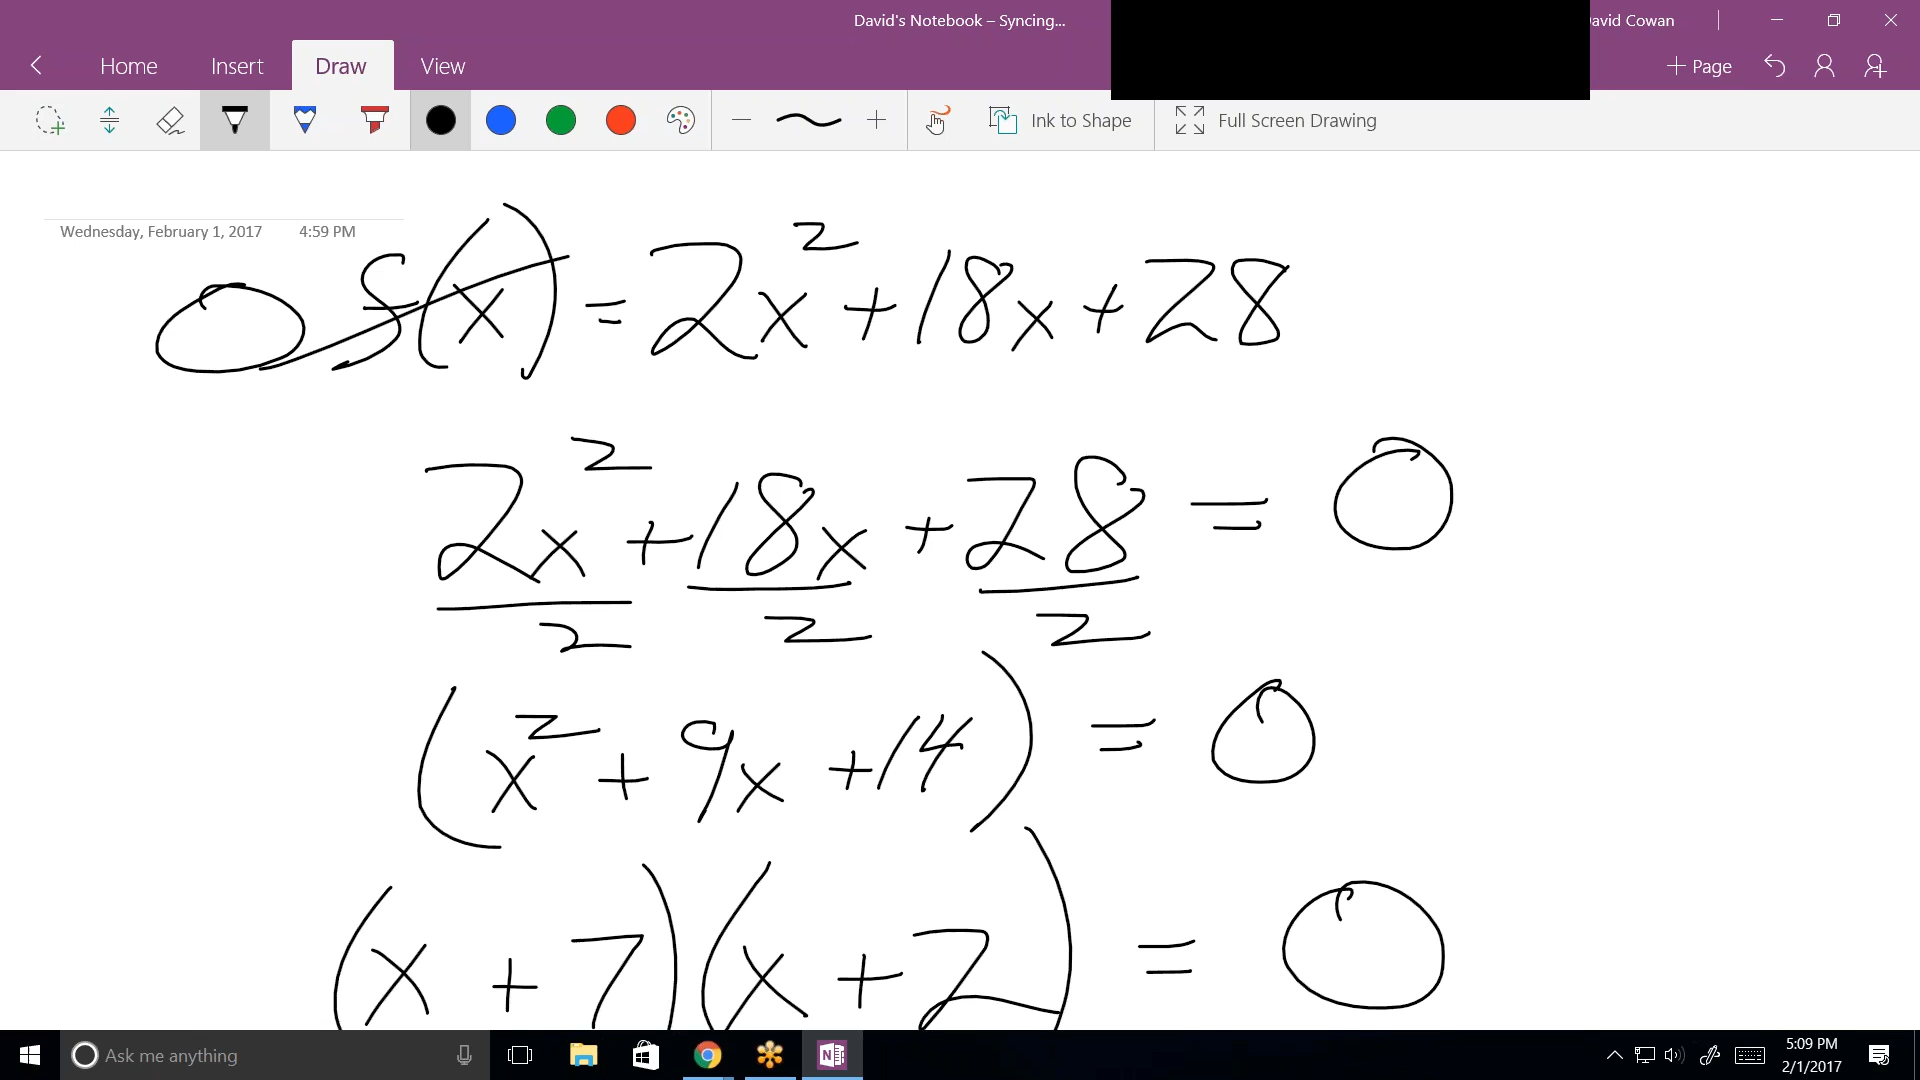 David's Notebook – Syncing...
avid Cowan
Home Insert Draw View
Page
Ink to Shape
Full Screen Drawing
Wednesday, February 1, 2017 4:59 PM
0 f(x) = 2x² + 18x + 28
2x² + 18x + 28 = 0
2 2 2
(x² + 9x + 14) = 0
(x + 7)(x + 2) = 0
Ask me anything
N
5:09 PM
2/1/2017